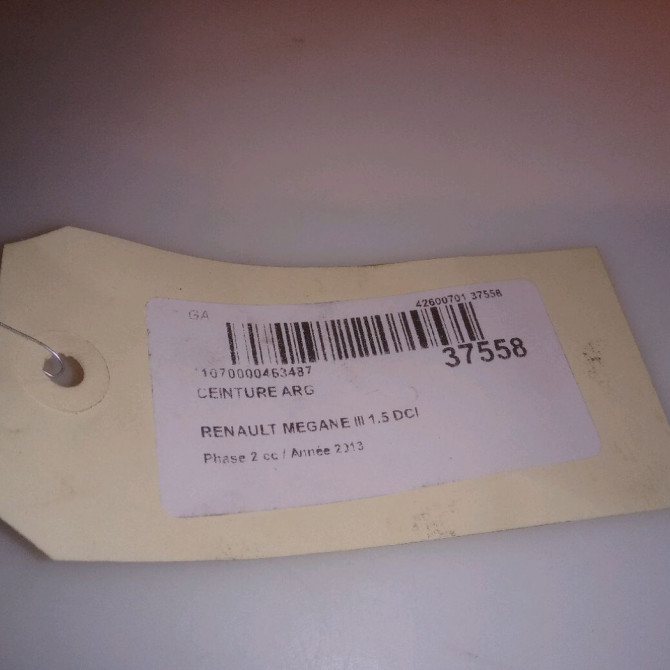 GA
42600701 37558
1070000463487
37558
CEINTURE ARG
RENAULT MEGANE III 1.5 DCI
Phase 2 cc / Année 2013